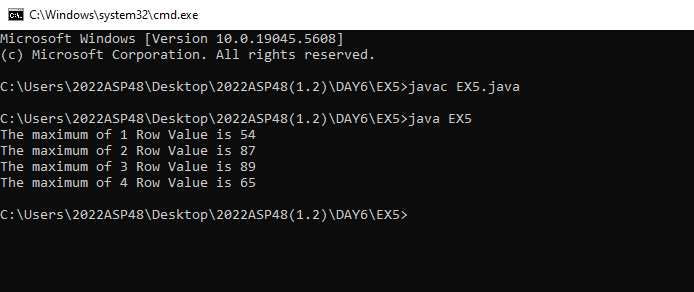 C:\Windows\system32\cmd.exe
Microsoft Windows [Version 10.0.19045.5608]
(c) Microsoft Corporation. All rights reserved.
C:\Users\2022ASP48\Desktop\2022ASP48(1.2)\DAY6\EX5>javac EX5.java
C:\Users\2022ASP48\Desktop\2022ASP48(1.2)\DAY6\EX5>java EX5
The maximum of 1 Row Value is 54
The maximum of 2 Row Value is 87
The maximum of 3 Row Value is 89
The maximum of 4 Row Value is 65
C:\Users\2022ASP48\Desktop\2022ASP48(1.2)\DAY6\EX5>